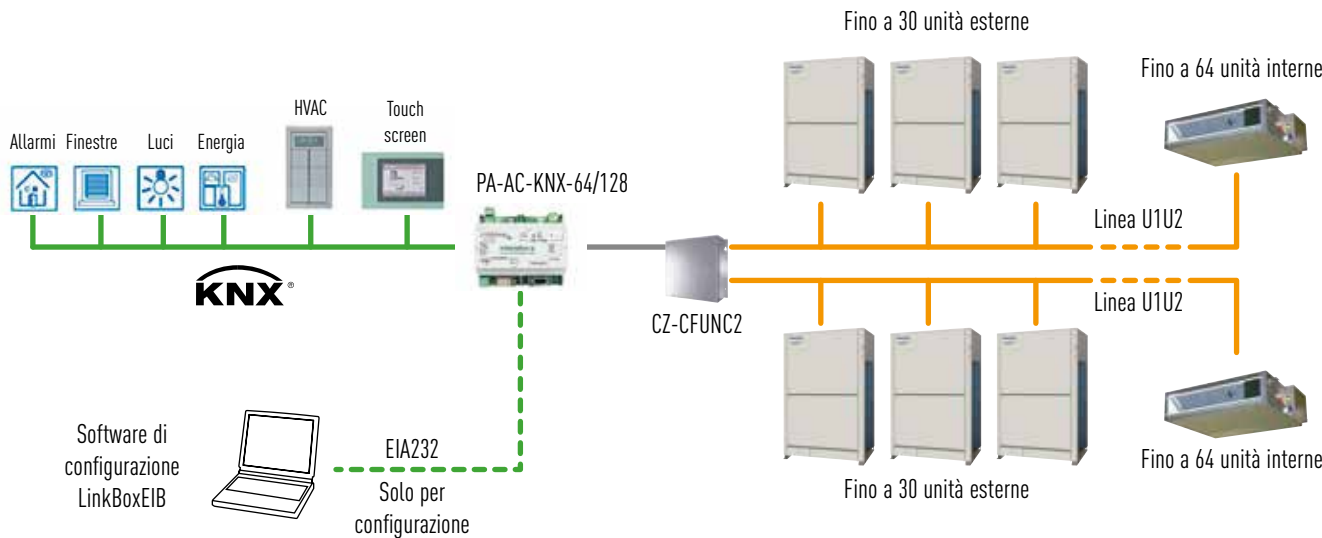 Fino a 30 unità esterne
Fino a 64 unità interne
HVAC
Touch
screen
Allarmi
Finestre
Luci
Energia
PA-AC-KNX-64/128
Linea U1U2
KNX®
Linea U1U2
CZ-CFUNC2
Software di
configurazione
LinkBoxEIB
EIA232
Solo per
configurazione
Fino a 64 unità interne
Fino a 30 unità esterne